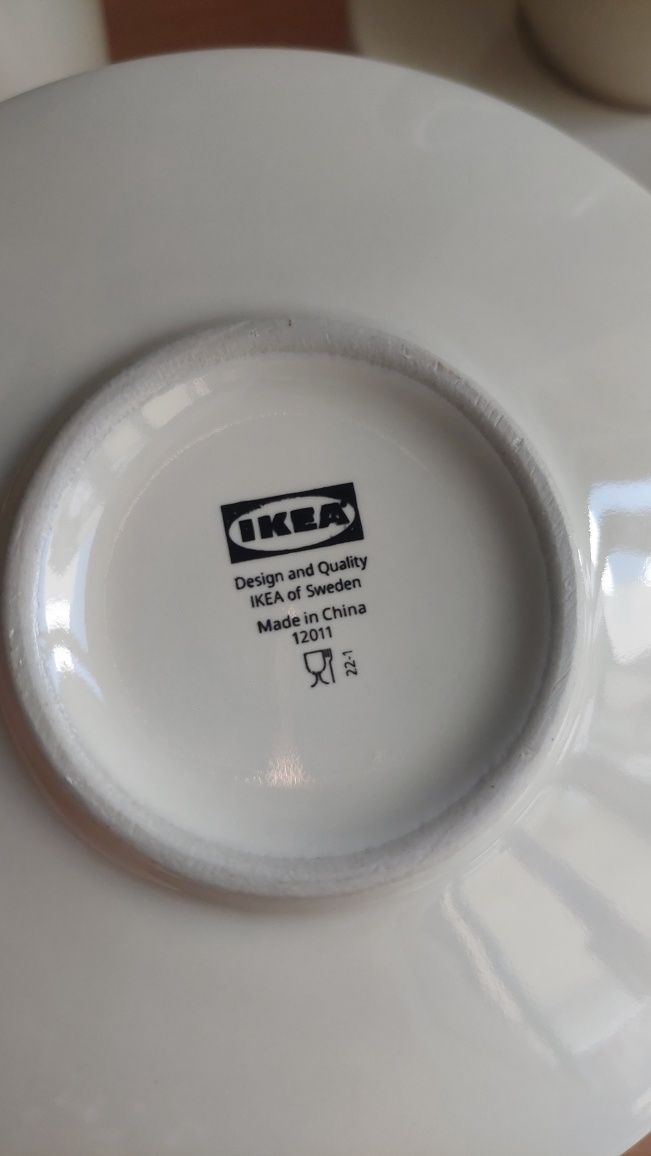 IKEA
Design and Quality
IKEA of Sweden
Made in China
12011
22-1